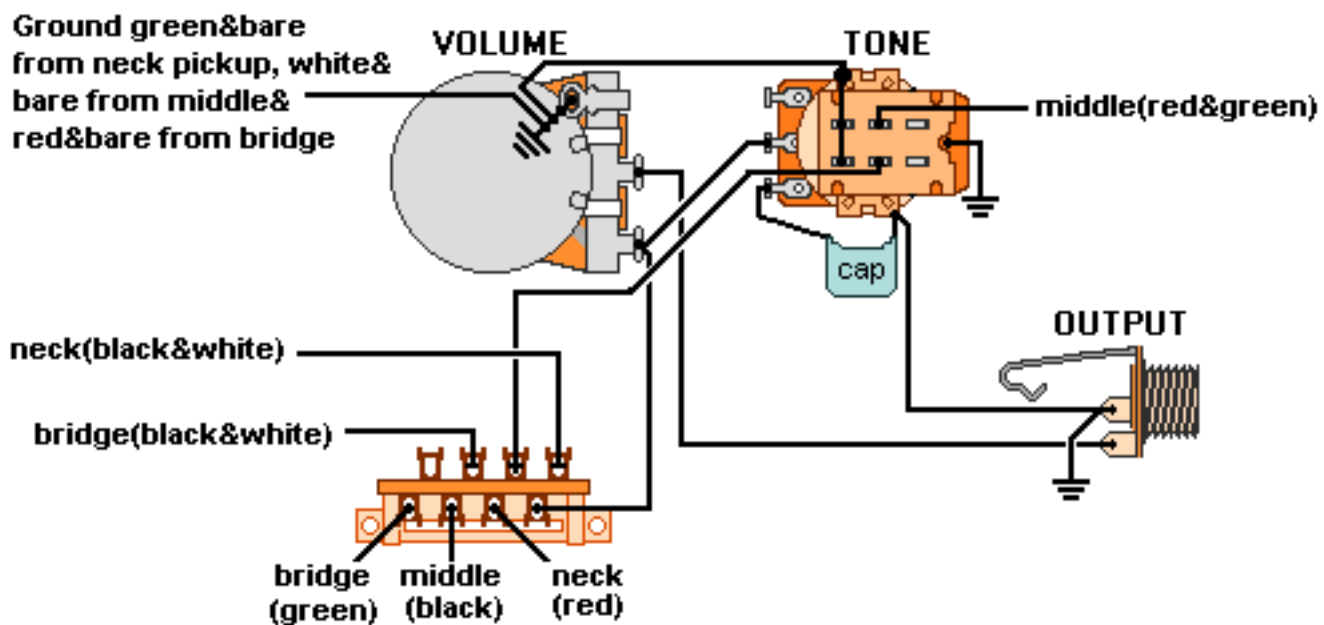 Ground green&bare
from neck pickup, white&
bare from middle&
red&bare from bridge
VOLUME
TONE
middle(red&green)
cap
OUTPUT
neck(black&white)
bridge(black&white)
bridge
(green)
middle
(black)
neck
(red)